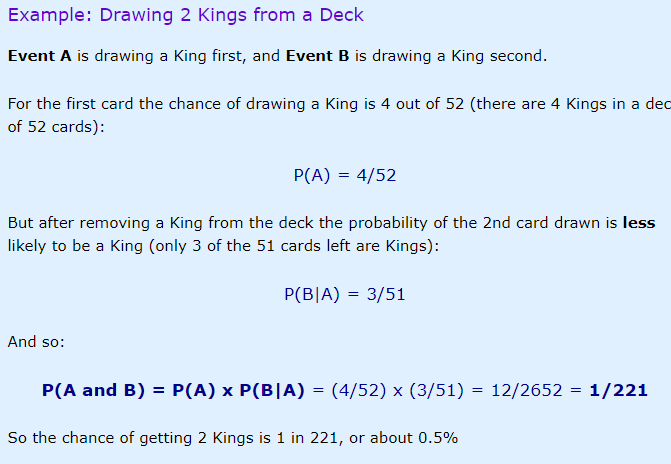 Example: Drawing 2 Kings from a Deck
Event A is drawing a King first, and Event B is drawing a King second.
For the first card the chance of drawing a King is 4 out of 52 (there are 4 Kings in a dec
of 52 cards):
P(A) = 4/52
But after removing a King from the deck the probability of the 2nd card drawn is less
likely to be a King (only 3 of the 51 cards left are Kings):
P(B|A) = 3/51
And so:
P(A and B) = P(A) x P(B|A) = (4/52) x (3/51) = 12/2652 = 1/221
So the chance of getting 2 Kings is 1 in 221, or about 0.5%